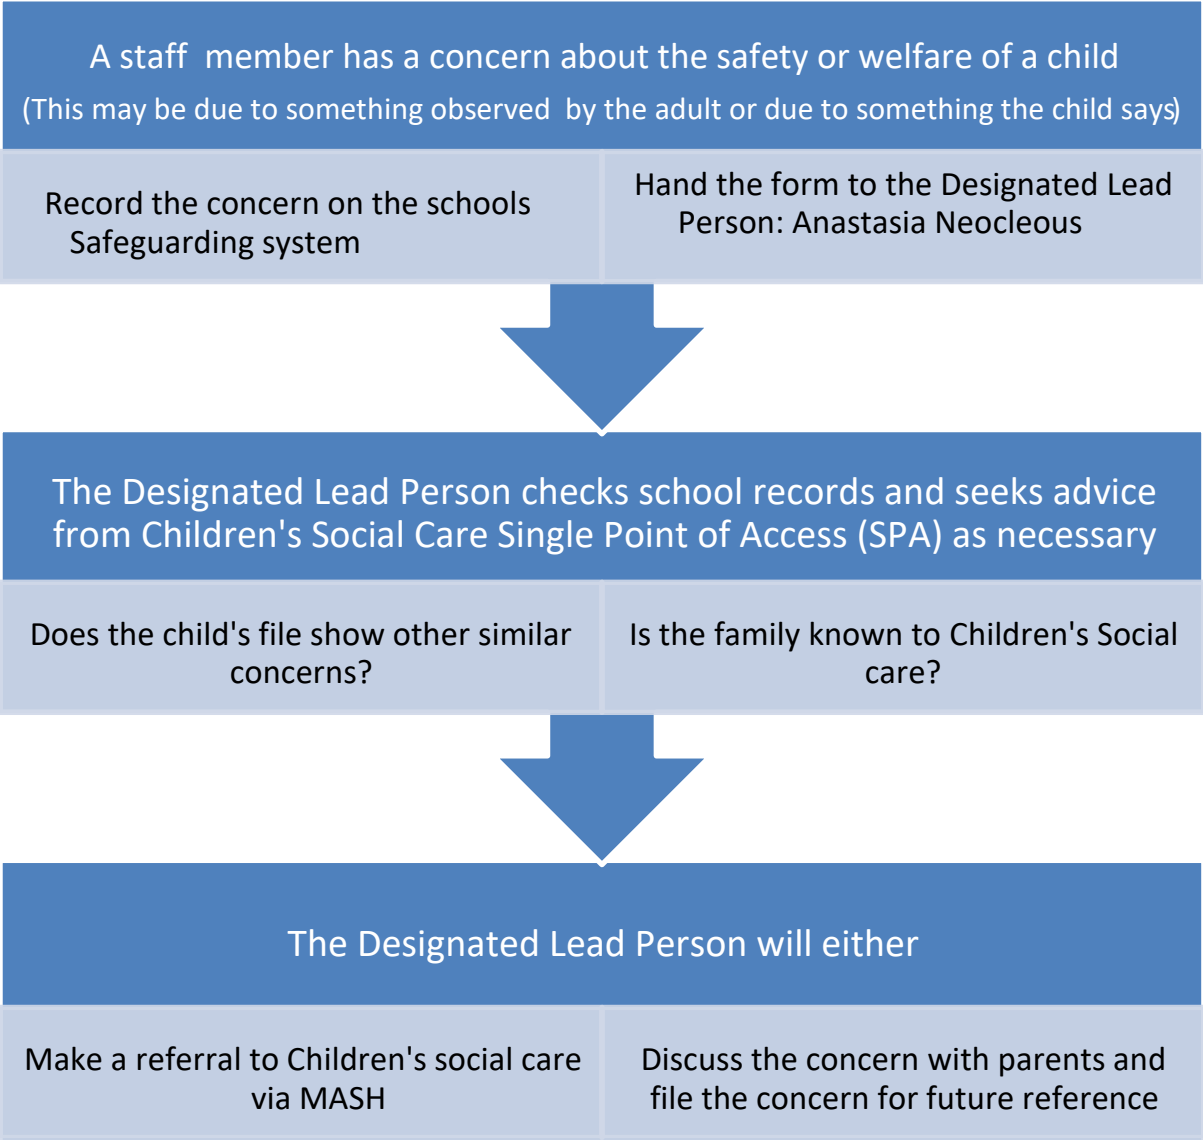 A staff  member has a concern about the safety or welfare of a child
(This may be due to something observed  by the adult or due to something the child says)
Record the concern on the schools
Safeguarding system
Hand the form to the Designated Lead
Person: Anastasia Neocleous
The Designated Lead Person checks school records and seeks advice
from Children's Social Care Single Point of Access (SPA) as necessary
Does the child's file show other similar
concerns?
Is the family known to Children's Social
care?
The Designated Lead Person will either
Make a referral to Children's social care
via MASH
Discuss the concern with parents and
file the concern for future reference